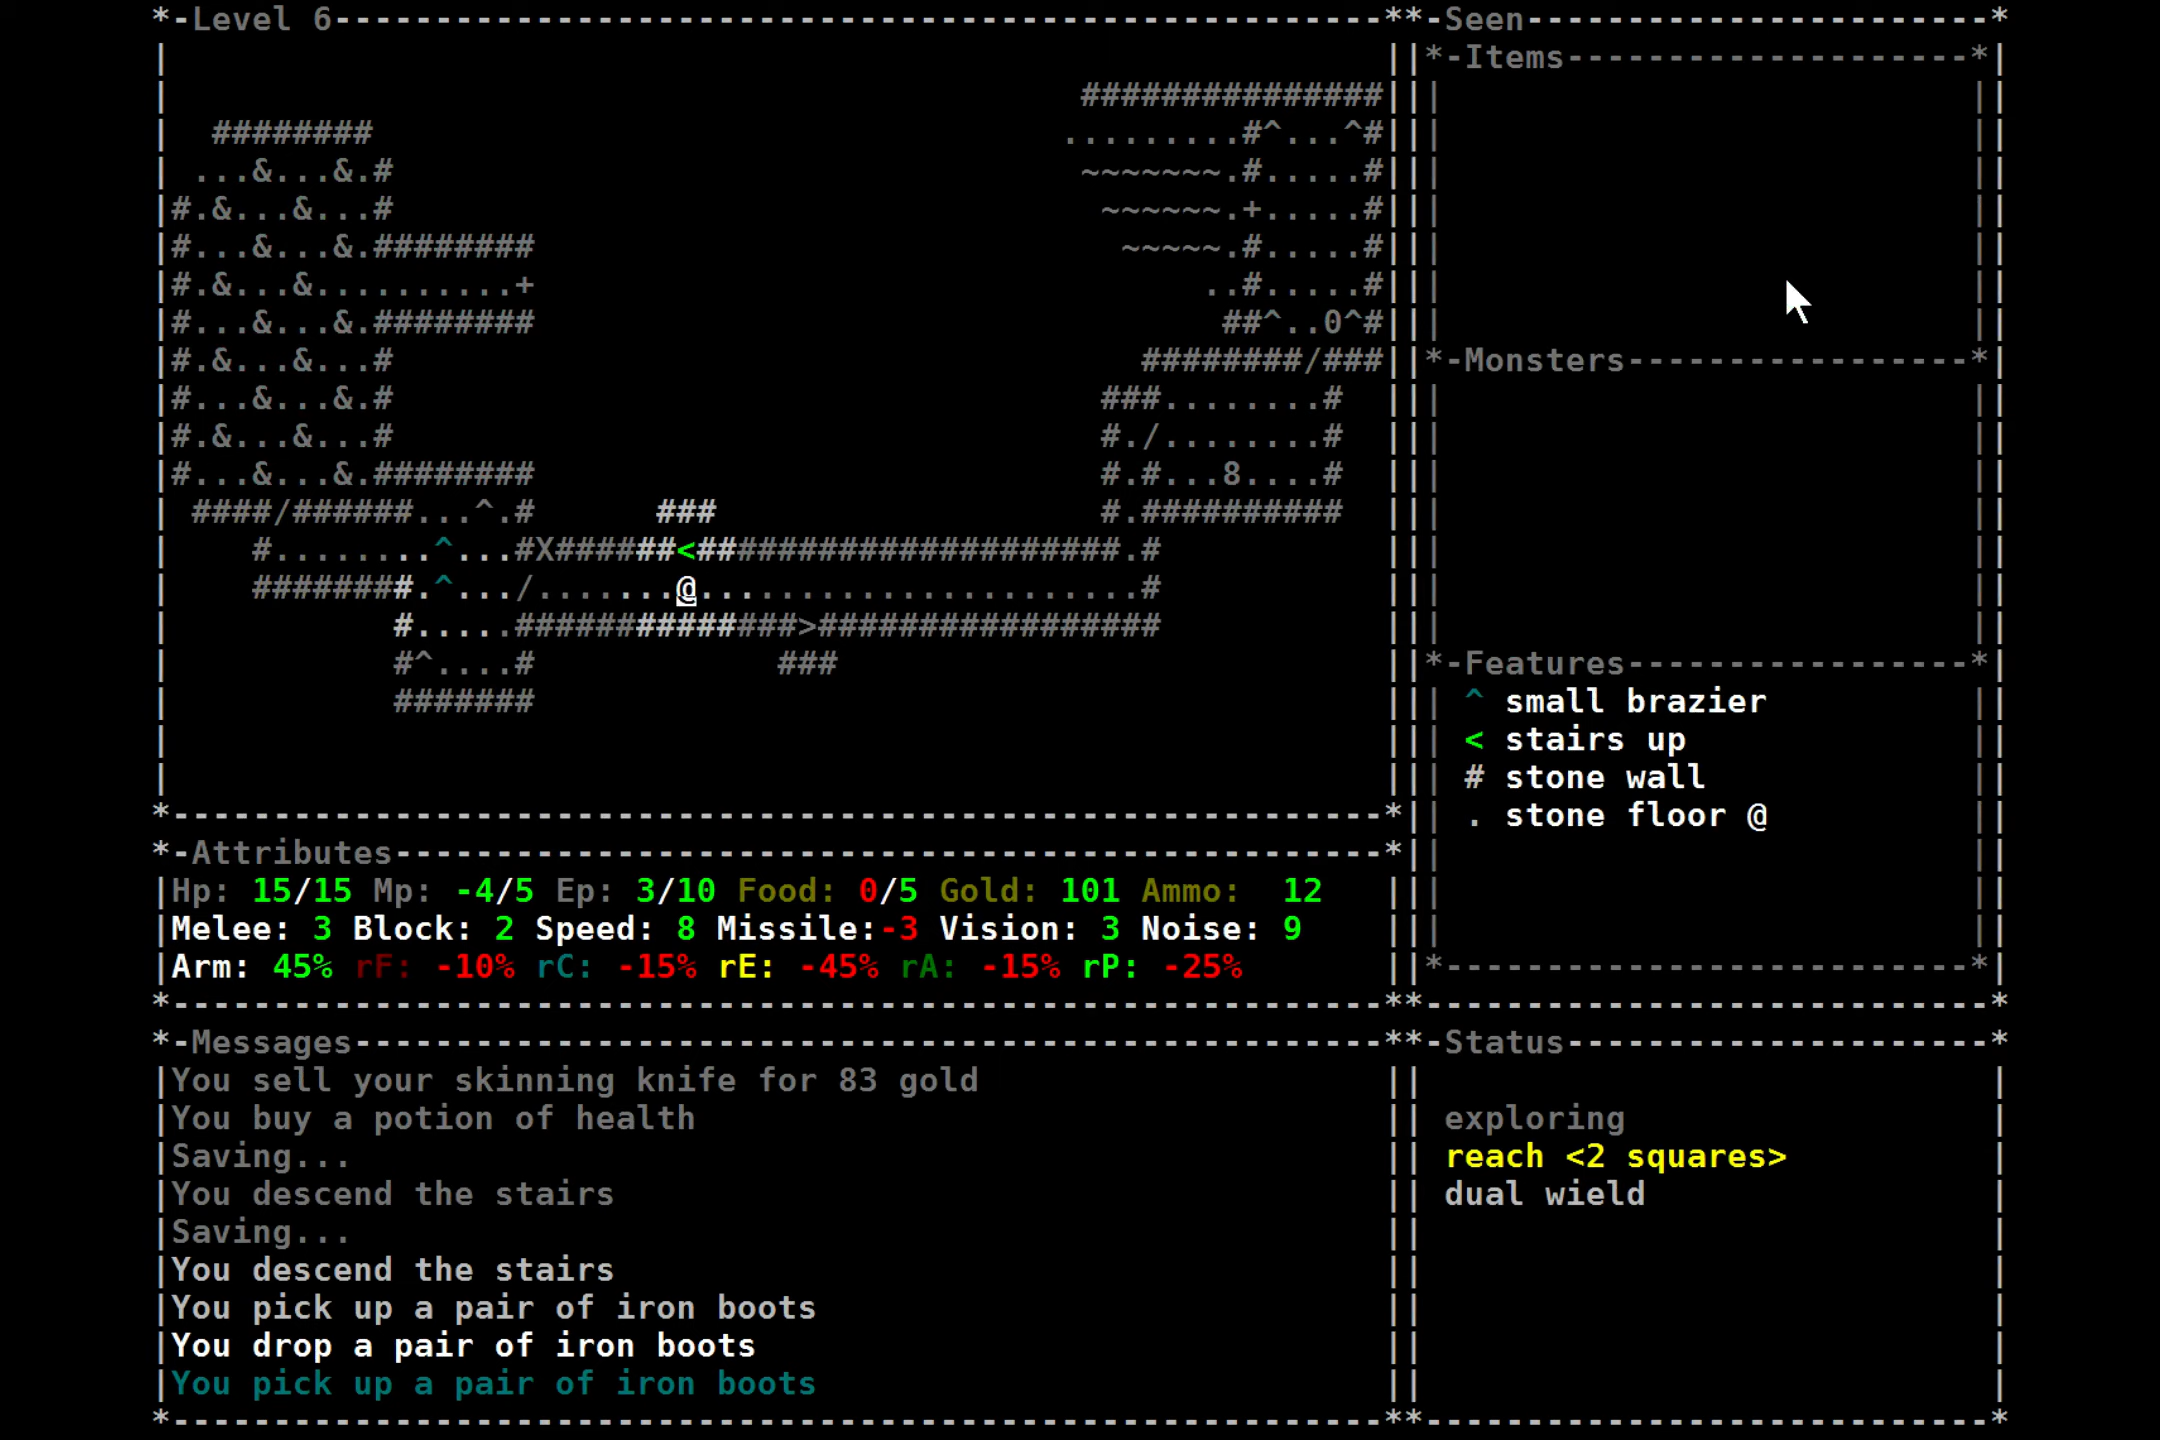 *-Level 6----------------------------------------------------**-Seen-----------------------*
|                                                            ||*-Items--------------------*|
|                                             ###############|||                          ||
|  ########                                  .........#^...^#|||                          ||
| ...&...&.#                                  ~~~~~~~.#.....#|||                          ||
|#.&...&...#                                   ~~~~~~.+.....#|||                          ||
|#...&...&.########                             ~~~~~.#.....#|||                          ||
|#.&...&..........+                                 ..#.....#|||                          ||
|#...&...&.########                                  ##^..0^#|||                          ||
|#.&...&...#                                     ########/###||*-Monsters-----------------*|
|#...&...&.#                                   ###........#  |||                          ||
|#.&...&...#                                   #./........#  |||                          ||
|#...&...&.########                            #.#...8....#  |||                          ||
| ####/######...^.#      ###                   #.##########  |||                          ||
|    #........^...#X######<#####################.#           |||                          ||
|    ########.^.../.......@......................#           |||                          ||
|           #.....##############>#################           |||                          ||
|           #^....#            ###                           ||*-Features-----------------*|
|           #######                                          ||| ^ small brazier          ||
|                                                            ||| < stairs up              ||
|                                                            ||| # stone wall             ||
*------------------------------------------------------------*|| . stone floor @          ||
*-Attributes-------------------------------------------------*||                          ||
|Hp: 15/15 Mp: -4/5 Ep: 3/10 Food: 0/5 Gold: 101 Ammo:  12   |||                          ||
|Melee: 3 Block: 2 Speed: 8 Missile:-3 Vision: 3 Noise: 9    |||                          ||
|Arm: 45% rF: -10% rC: -15% rE: -45% rA: -15% rP: -25%       ||*---------------------------*|
*------------------------------------------------------------**----------------------------*
*-Messages---------------------------------------------------**-Status---------------------*
|You sell your skinning knife for 83 gold                    ||                            |
|You buy a potion of health                                  || exploring                  |
|Saving...                                                   || reach <2 squares>          |
|You descend the stairs                                      || dual wield                 |
|Saving...                                                   ||                            |
|You descend the stairs                                      ||                            |
|You pick up a pair of iron boots                            ||                            |
|You drop a pair of iron boots                               ||                            |
|You pick up a pair of iron boots                            ||                            |
*------------------------------------------------------------**----------------------------*